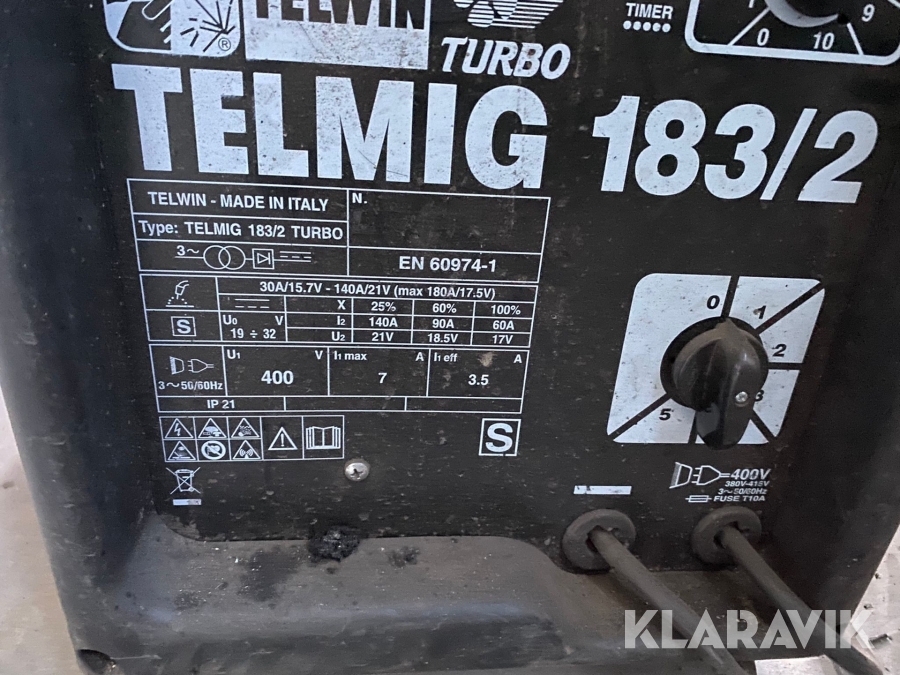 TELWIN
®
TURBO
TIMER
1
9
0
10
TELMIG 183/2
TELWIN - MADE IN ITALY
N.
Type: TELMIG 183/2 TURBO
3~
EN 60974-1
30A/15.7V - 140A/21V (max 180A/17.5V)
X 25% 60% 100%
S
U₀ V
19 ÷ 32
I₂ 140A 90A 60A
U₂ 21V 18.5V 17V
3~50/60Hz
U₁ V
400
I₁ max A
7
I₁ eff A
3.5
IP 21
S
0
1
2
3
5
400V
380V-415V
3~50/60Hz
FUSE T10A
KLARAVIK